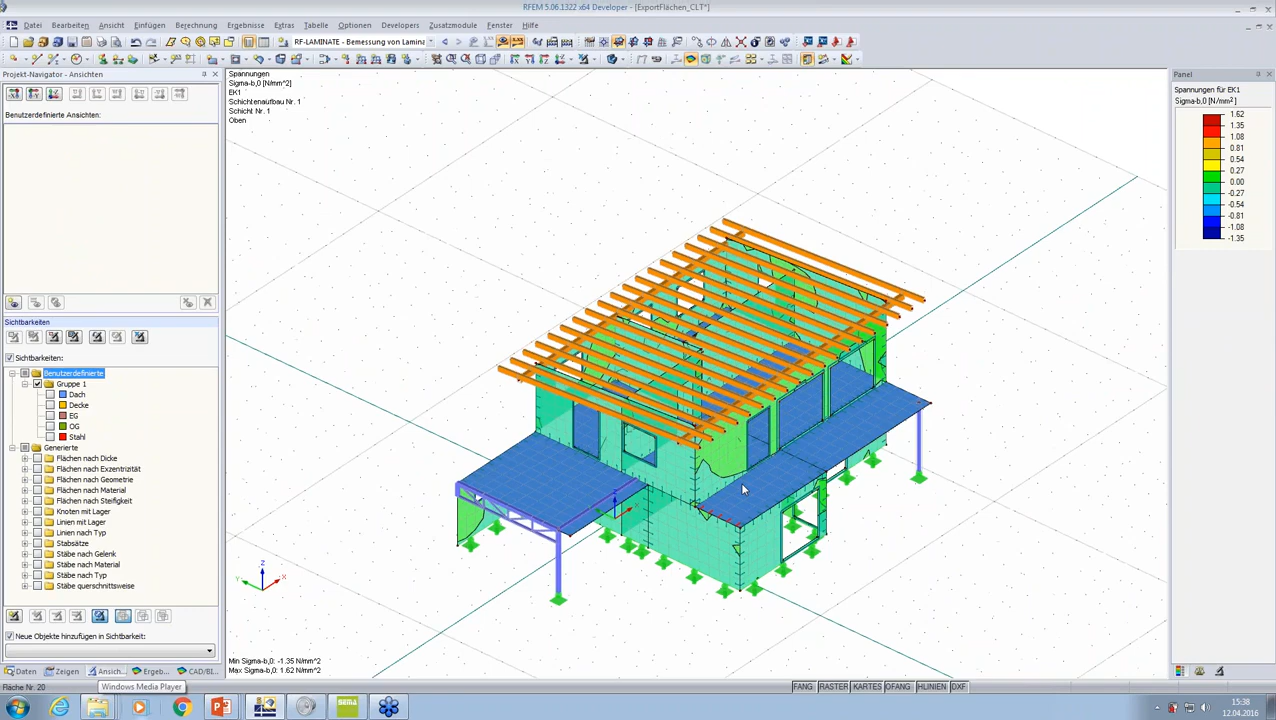 RFEM 5.06.1322 x64 Developer - [ExportFlächen_CLT*]
Datei Bearbeiten Ansicht Einfügen Berechnung Ergebnisse Extras Tabelle Optionen Developers Zusatzmodule Fenster Hilfe
RF-LAMINATE - Bemessung von Lamina
Projekt-Navigator - Ansichten
Benutzerdefinierte Ansichten:
Sichtbarkeiten
Sichtbarkeiten:
Benutzerdefinierte
Gruppe 1
Dach
Decke
EG
OG
Stahl
Generierte
Flächen nach Dicke
Flächen nach Exzentrizität
Flächen nach Geometrie
Flächen nach Material
Flächen nach Steifigkeit
Knoten mit Lager
Linien mit Lager
Linien nach Typ
Stabsätze
Stäbe nach Gelenk
Stäbe nach Material
Stäbe nach Typ
Stäbe querschnittsweise
Neue Objekte hinzufügen in Sichtbarkeit:
Daten Zeigen Ansich... Ergeb... CAD/BI...
Fläche Nr. 20
Windows Media Player
Spannungen
Sigma-b,0 [N/mm^2]
EK1
Schichtenaufbau Nr. 1
Schicht Nr. 1
Oben
Z
X
Y
Z
X
Min Sigma-b,0: -1.35 N/mm^2
Max Sigma-b,0: 1.62 N/mm^2
Panel
Spannungen für EK1
Sigma-b,0 [N/mm²]
1.62
1.35
1.08
0.81
0.54
0.27
0.00
-0.27
-0.54
-0.81
-1.08
-1.35
FANG RASTER KARTES OFANG HLINIEN DXF
SEMA
15:38
12.04.2016